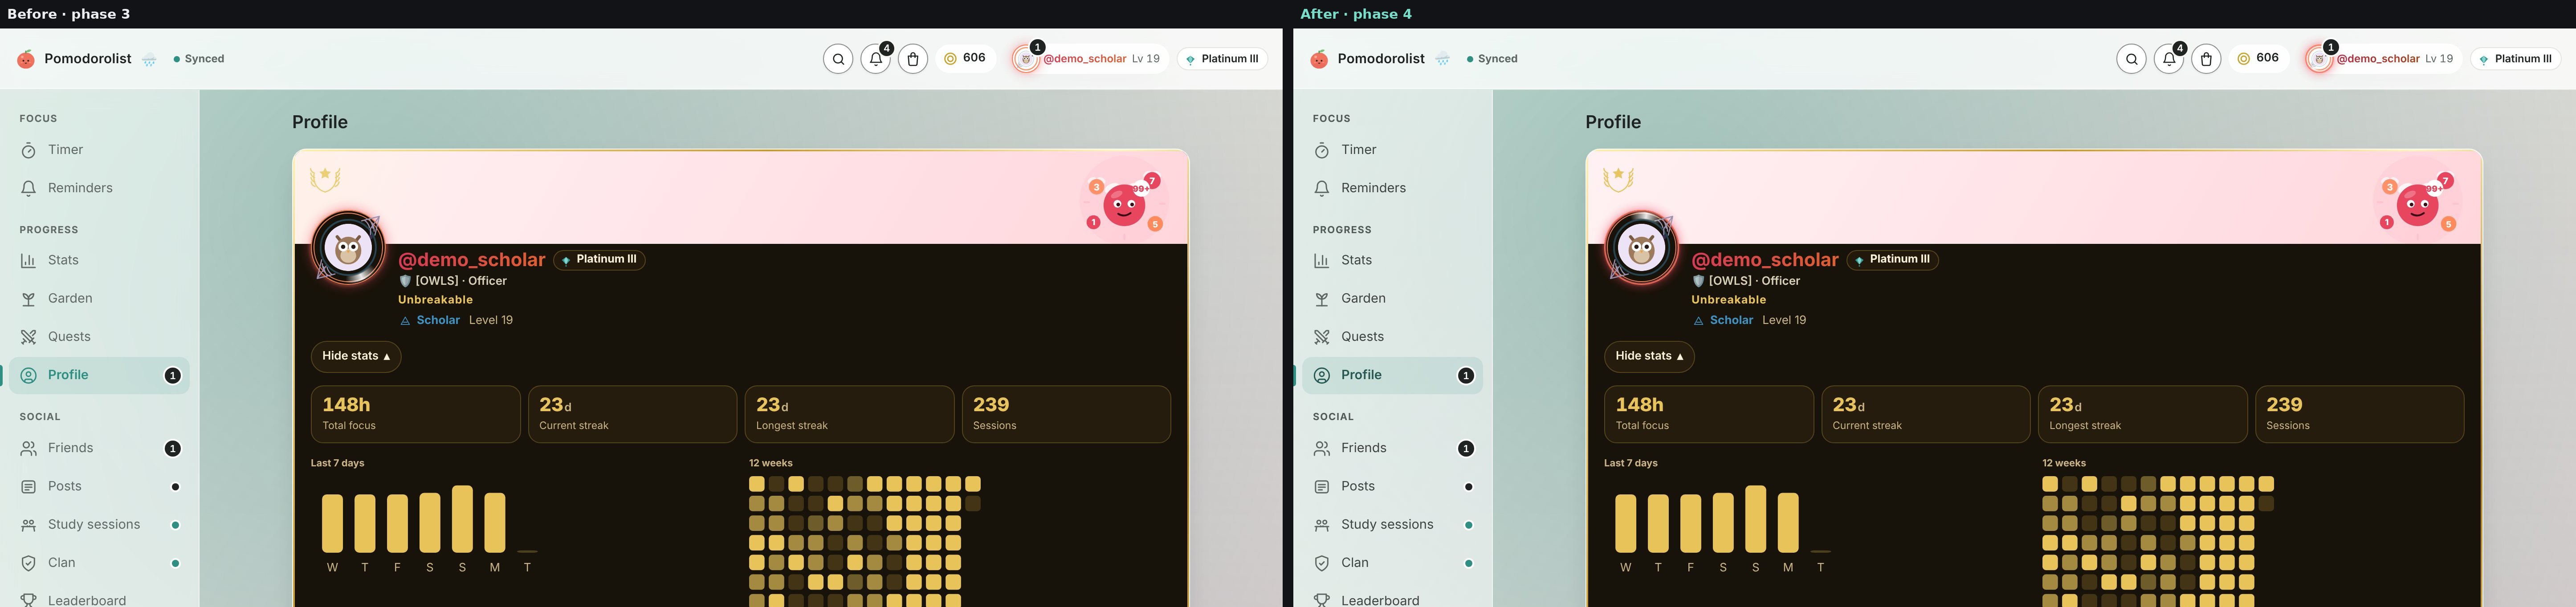 Before · phase 3
Pomodorolist
Synced
4
606
1
@demo_scholar Lv 19
Platinum III
FOCUS
Timer
Reminders
PROGRESS
Stats
Garden
Quests
Profile 1
SOCIAL
Friends 1
Posts
Study sessions
Clan
Leaderboard
Profile
3
99+
7
1
5
@demo_scholar Platinum III
[OWLS] · Officer
Unbreakable
Scholar Level 19
Hide stats ▲
148h
Total focus
23d
Current streak
23d
Longest streak
239
Sessions
Last 7 days
W T F S S M T
12 weeks
After · phase 4
Pomodorolist
Synced
4
606
1
@demo_scholar Lv 19
Platinum III
FOCUS
Timer
Reminders
PROGRESS
Stats
Garden
Quests
Profile 1
SOCIAL
Friends 1
Posts
Study sessions
Clan
Leaderboard
Profile
3
99+
7
1
5
@demo_scholar Platinum III
[OWLS] · Officer
Unbreakable
Scholar Level 19
Hide stats ▲
148h
Total focus
23d
Current streak
23d
Longest streak
239
Sessions
Last 7 days
W T F S S M T
12 weeks